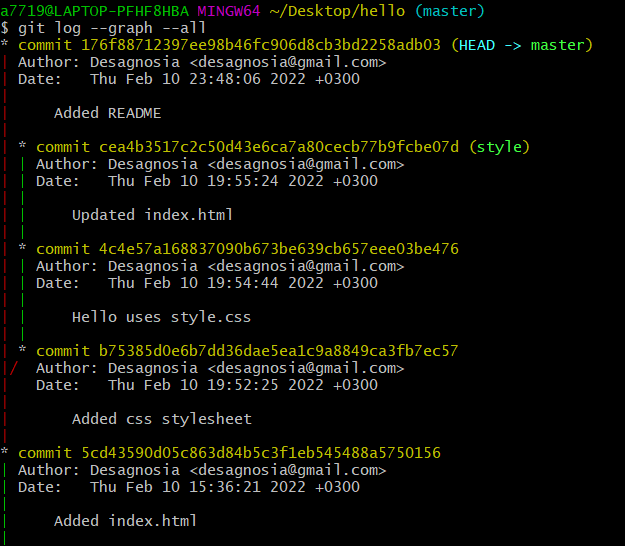 a7719@LAPTOP-PFHF8HBA MINGW64 ~/Desktop/hello (master)
$ git log --graph --all
* commit 176f88712397ee98b46fc906d8cb3bd2258adb03 (HEAD -> master)
| Author: Desagnosia <desagnosia@gmail.com>
| Date:   Thu Feb 10 23:48:06 2022 +0300
|
|     Added README
|
| * commit cea4b3517c2c50d43e6ca7a80cecb77b9fcbe07d (style)
| | Author: Desagnosia <desagnosia@gmail.com>
| | Date:   Thu Feb 10 19:55:24 2022 +0300
| |
| |     Updated index.html
| |
| * commit 4c4e57a168837090b673be639cb657eee03be476
| | Author: Desagnosia <desagnosia@gmail.com>
| | Date:   Thu Feb 10 19:54:44 2022 +0300
| |
| |     Hello uses style.css
| |
| * commit b75385d0e6b7dd36dae5ea1c9a8849ca3fb7ec57
|/  Author: Desagnosia <desagnosia@gmail.com>
|   Date:   Thu Feb 10 19:52:25 2022 +0300
|
|       Added css stylesheet
|
* commit 5cd43590d05c863d84b5c3f1eb545488a5750156
| Author: Desagnosia <desagnosia@gmail.com>
| Date:   Thu Feb 10 15:36:21 2022 +0300
|
|     Added index.html
|